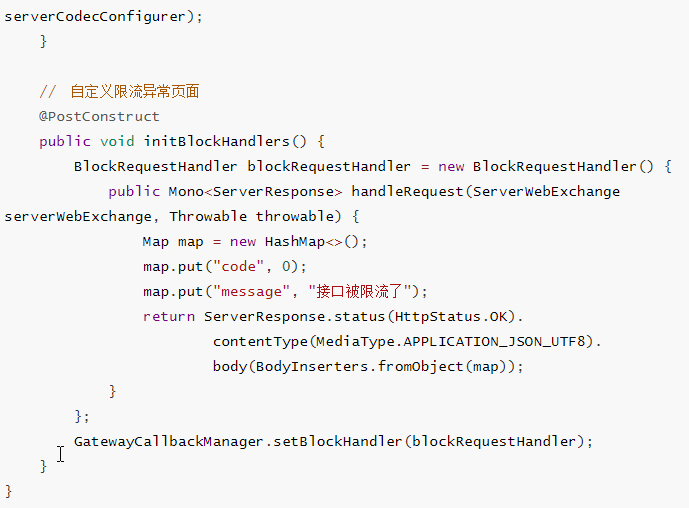 serverCodecConfigurer);
    }

    // 自定义限流异常页面
    @PostConstruct
    public void initBlockHandlers() {
        BlockRequestHandler blockRequestHandler = new BlockRequestHandler() {
            public Mono<ServerResponse> handleRequest(ServerWebExchange
serverWebExchange, Throwable throwable) {
                Map map = new HashMap<>();
                map.put("code", 0);
                map.put("message", "接口被限流了");
                return ServerResponse.status(HttpStatus.OK).
                        contentType(MediaType.APPLICATION_JSON_UTF8).
                        body(BodyInserters.fromObject(map));
            }
        };
        GatewayCallbackManager.setBlockHandler(blockRequestHandler);
    }
}